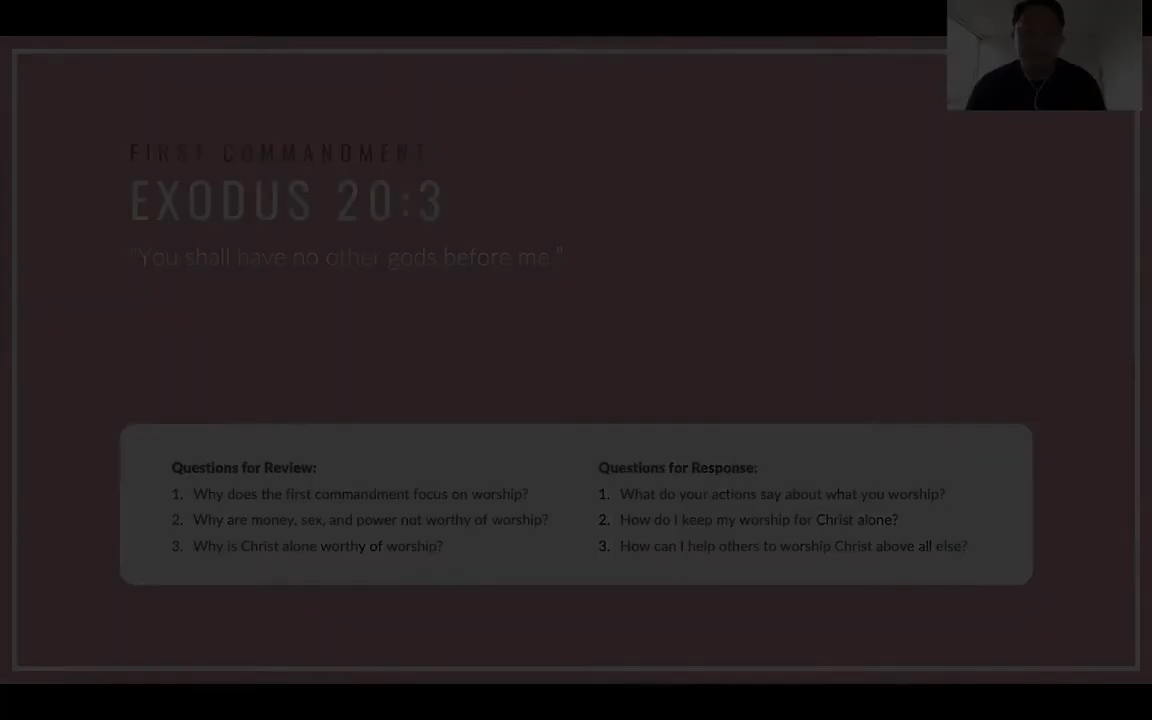 FIRST COMMANDMENT
EXODUS 20:3
"You shall have no other gods before me."
Questions for Review:
1. Why does the first commandment focus on worship?
2. Why are money, sex, and power not worthy of worship?
3. Why is Christ alone worthy of worship?
Questions for Response:
1. What do your actions say about what you worship?
2. How do I keep my worship for Christ alone?
3. How can I help others to worship Christ above all else?